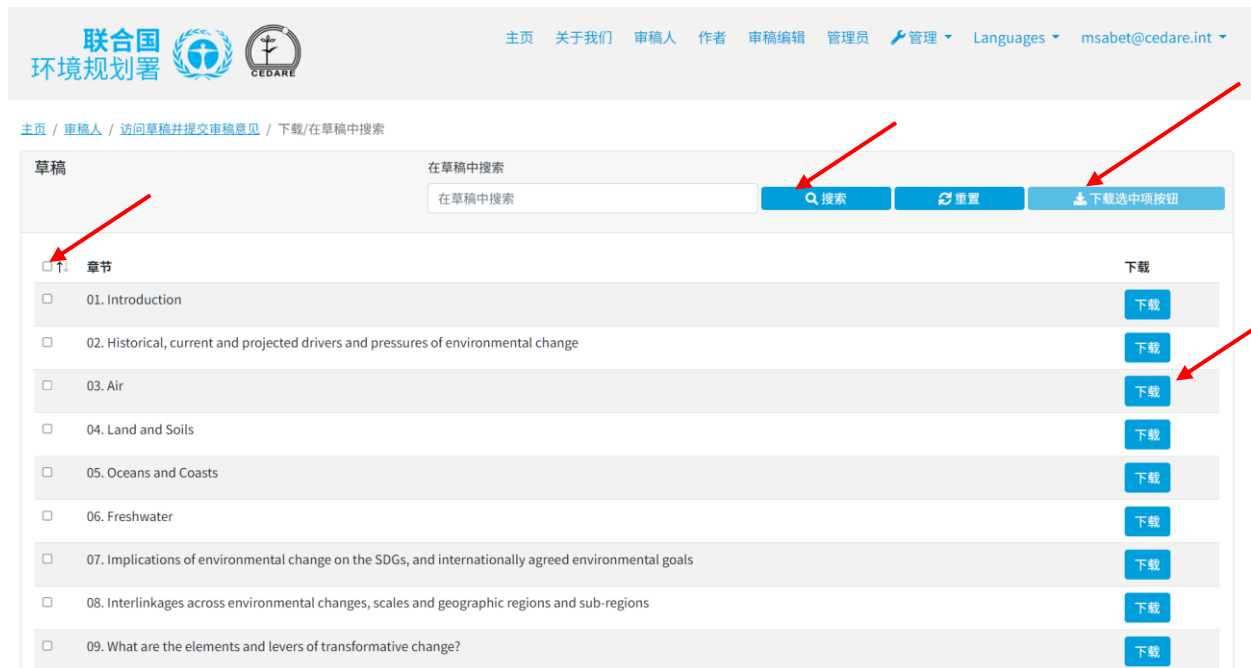 联合国
环境规划署
CEDARE
主页 关于我们 审稿人 作者 审稿编辑 管理员 管理 Languages msabet@cedare.int
主页 / 审稿人 / 访问草稿并提交审稿意见 / 下载/在草稿中搜索
草稿
在草稿中搜索
在草稿中搜索 搜索 重置 下载选中项按钮
章节 下载
01. Introduction 下载
02. Historical, current and projected drivers and pressures of environmental change 下载
03. Air 下载
04. Land and Soils 下载
05. Oceans and Coasts 下载
06. Freshwater 下载
07. Implications of environmental change on the SDGs, and internationally agreed environmental goals 下载
08. Interlinkages across environmental changes, scales and geographic regions and sub-regions 下载
09. What are the elements and levers of transformative change? 下载